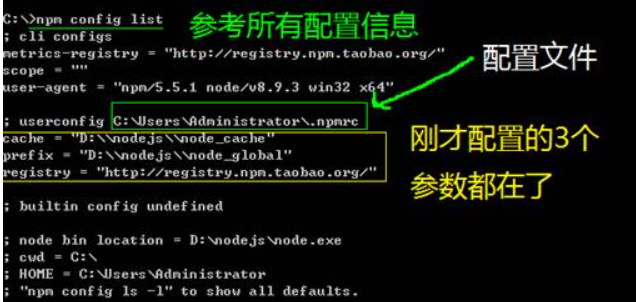 C:\>npm config list 参考所有配置信息
; cli configs
metrics-registry = "http://registry.npm.taobao.org/"
scope = ""
user-agent = "npm/5.5.1 node/v8.9.3 win32 x64"
配置文件
; userconfig C:\Users\Administrator\.npmrc
cache = "D:\\nodejs\\node_cache"
prefix = "D:\\nodejs\\node_global"
registry = "http://registry.npm.taobao.org/"
刚才配置的3个
参数都在了
; builtin config undefined
; node bin location = D:\nodejs\node.exe
; cwd = C:\
; HOME = C:\Users\Administrator
; "npm config ls -l" to show all defaults.